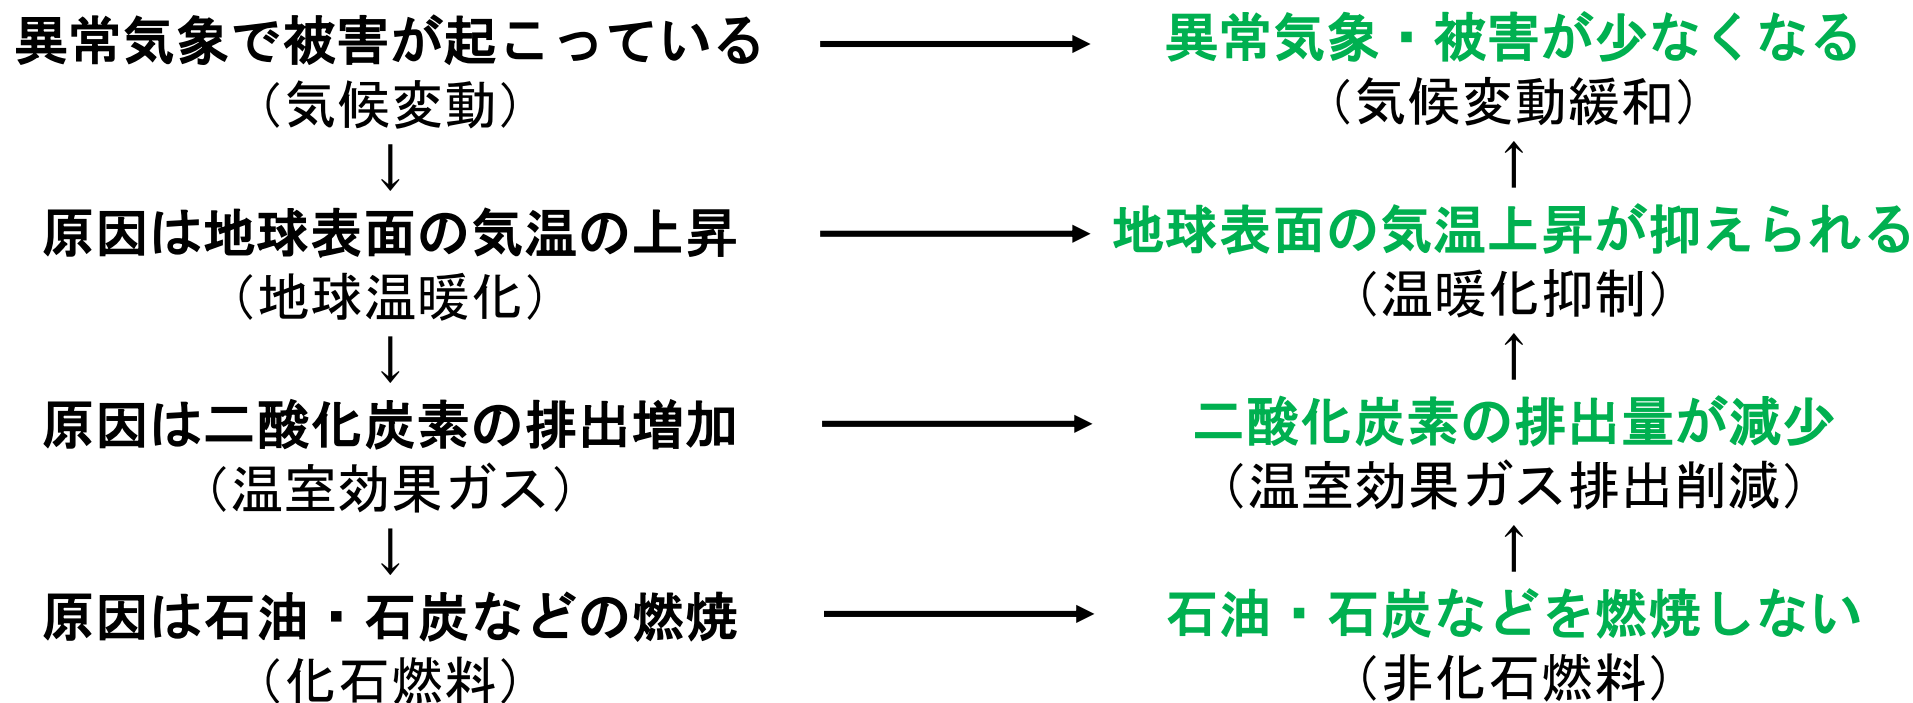 異常気象で被害が起こっている
（気候変動）
↓
原因は地球表面の気温の上昇
（地球温暖化）
↓
原因は二酸化炭素の排出増加
（温室効果ガス）
↓
原因は石油・石炭などの燃焼
（化石燃料）
異常気象・被害が少なくなる
（気候変動緩和）
↑
地球表面の気温上昇が抑えられる
（温暖化抑制）
↑
二酸化炭素の排出量が減少
（温室効果ガス排出削減）
↑
石油・石炭などを燃焼しない
（非化石燃料）